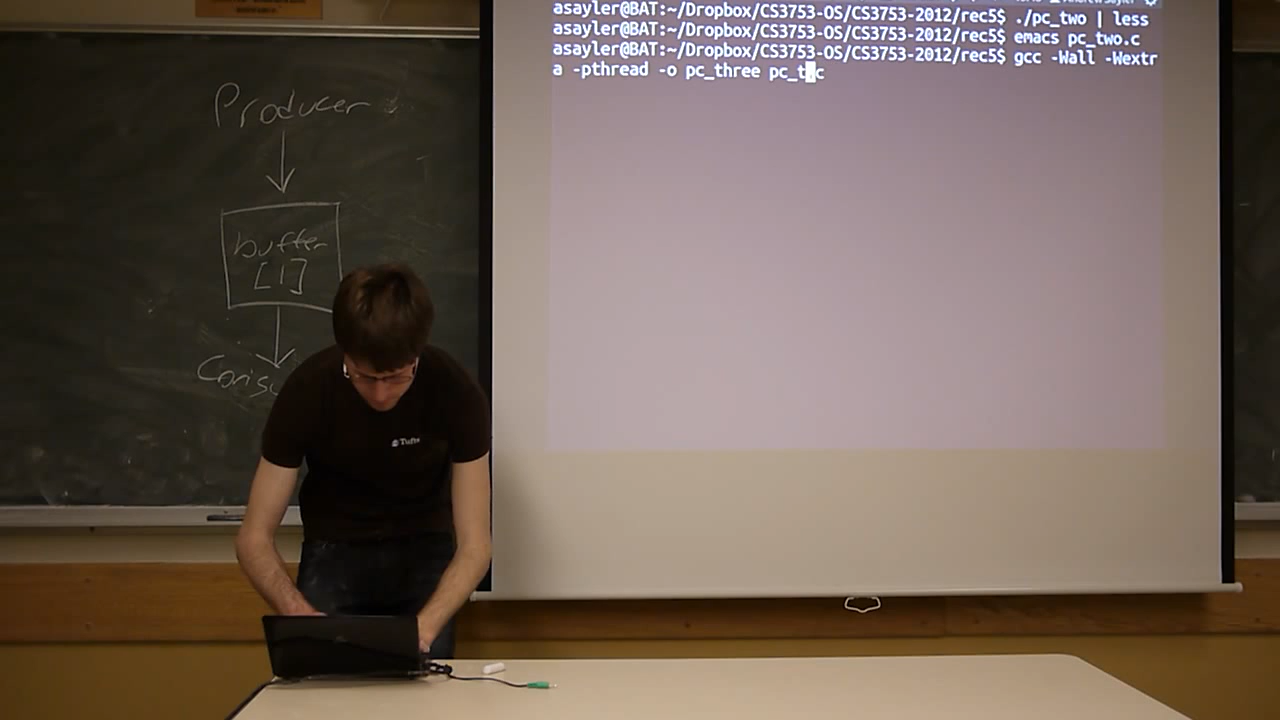 Producer
buffer
[1]
asayler@BAT:~/Dropbox/CS3753-OS/CS3753-2012/rec5$ ./pc_two | less
asayler@BAT:~/Dropbox/CS3753-OS/CS3753-2012/rec5$ emacs pc_two.c
asayler@BAT:~/Dropbox/CS3753-OS/CS3753-2012/rec5$ gcc -Wall -Wextr
a -pthread -o pc_three pc_t
Tufts